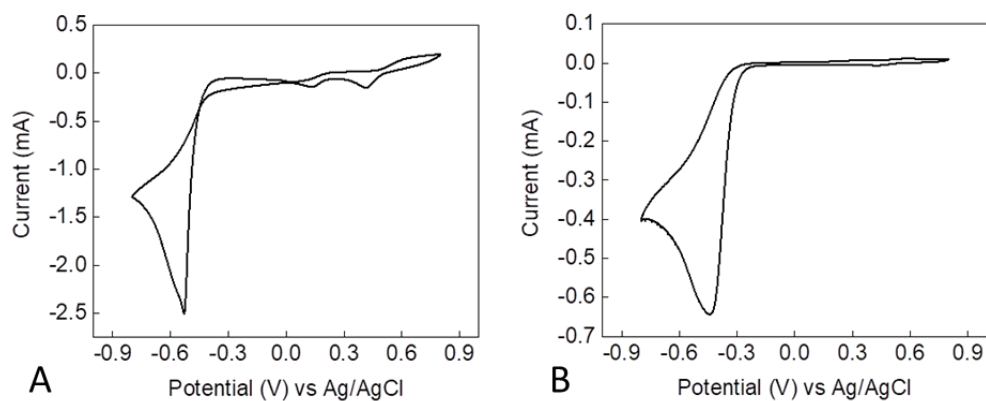 0.5
0.0
-0.5
-1.0
-1.5
-2.0
-2.5
Current (mA)
-0.9 -0.6 -0.3 0.0 0.3 0.6 0.9
Potential (V) vs Ag/AgCl
A
0.1
0.0
-0.1
-0.2
-0.3
-0.4
-0.5
-0.6
-0.7
Current (mA)
-0.9 -0.6 -0.3 0.0 0.3 0.6 0.9
Potential (V) vs Ag/AgCl
B